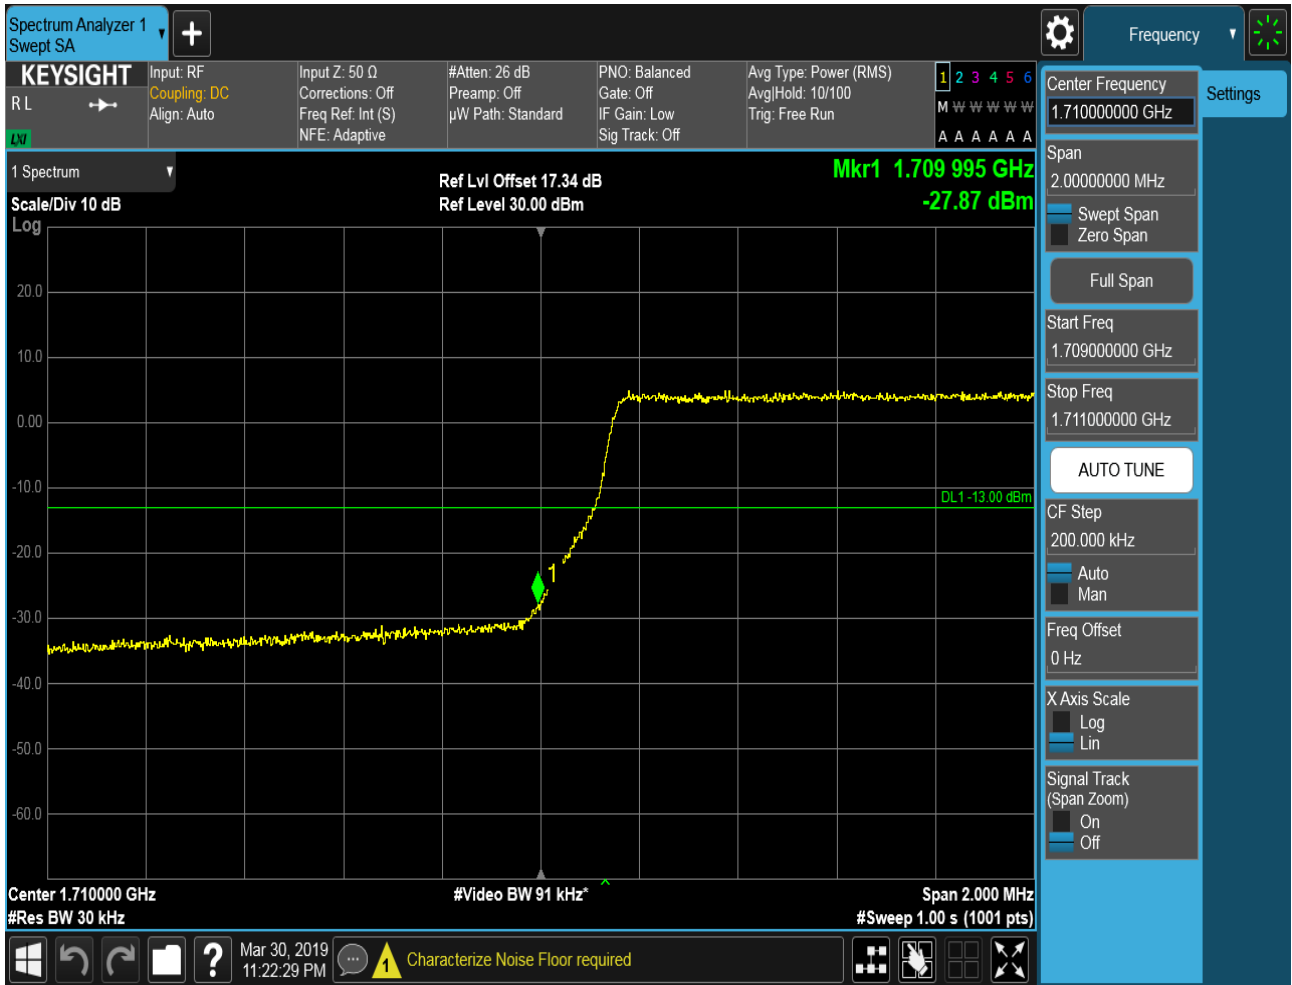 Spectrum Analyzer 1
Swept SA
Frequency
KEYSIGHT
R L
LXI
Input: RF
Coupling: DC
Align: Auto
Input Z: 50 Ω
Corrections: Off
Freq Ref: Int (S)
NFE: Adaptive
#Atten: 26 dB
Preamp: Off
µW Path: Standard
PNO: Balanced
Gate: Off
IF Gain: Low
Sig Track: Off
Avg Type: Power (RMS)
Avg|Hold: 10/100
Trig: Free Run
1 2 3 4 5 6
M W W W W W
A A A A A A
1 Spectrum
Scale/Div 10 dB
Log
Ref Lvl Offset 17.34 dB
Ref Level 30.00 dBm
Mkr1 1.709 995 GHz
-27.87 dBm
20.0
10.0
0.00
-10.0
-20.0
-30.0
-40.0
-50.0
-60.0
DL1 -13.00 dBm
1
Center 1.710000 GHz
#Res BW 30 kHz
#Video BW 91 kHz*
Span 2.000 MHz
#Sweep 1.00 s (1001 pts)
Center Frequency
1.710000000 GHz
Settings
Span
2.00000000 MHz
Swept Span
Zero Span
Full Span
Start Freq
1.709000000 GHz
Stop Freq
1.711000000 GHz
AUTO TUNE
CF Step
200.000 kHz
Auto
Man
Freq Offset
0 Hz
X Axis Scale
Log
Lin
Signal Track
(Span Zoom)
On
Off
?
Mar 30, 2019
11:22:29 PM
1
Characterize Noise Floor required